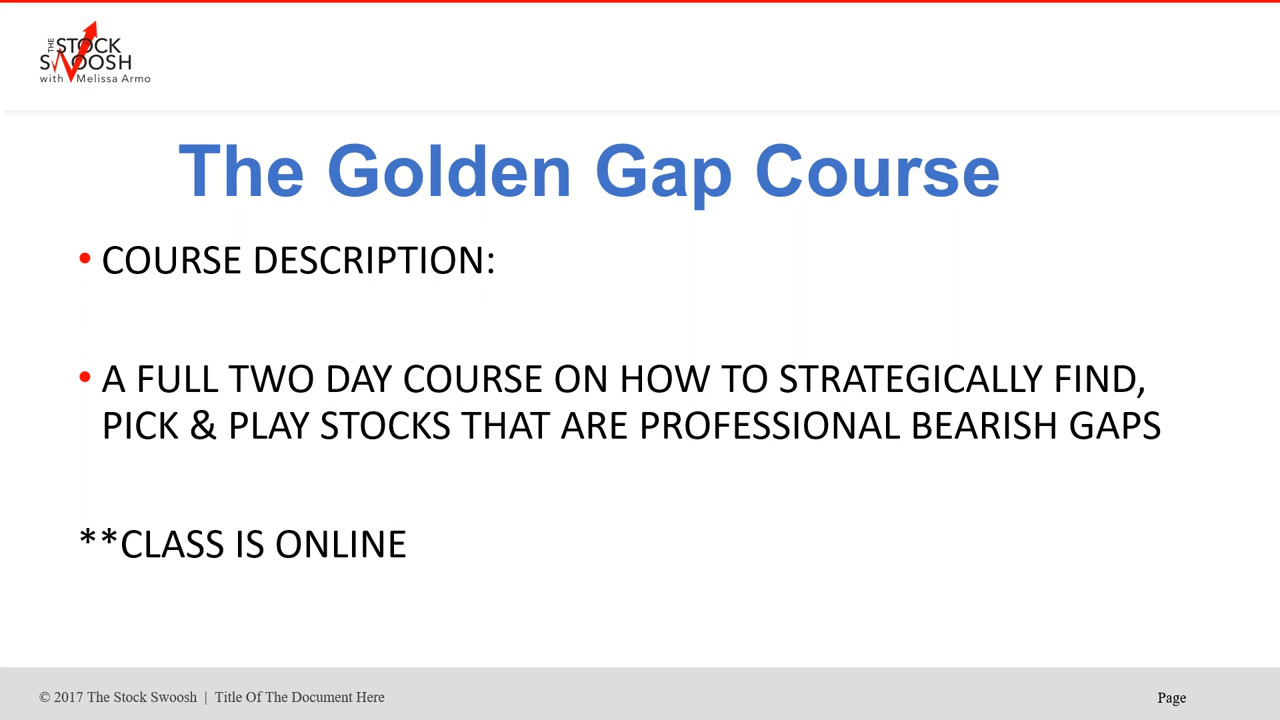 THE STOCK
SWOOSH
with Melissa Armo
The Golden Gap Course
• COURSE DESCRIPTION:
• A FULL TWO DAY COURSE ON HOW TO STRATEGICALLY FIND,
PICK & PLAY STOCKS THAT ARE PROFESSIONAL BEARISH GAPS
**CLASS IS ONLINE
© 2017 The Stock Swoosh | Title Of The Document Here
Page